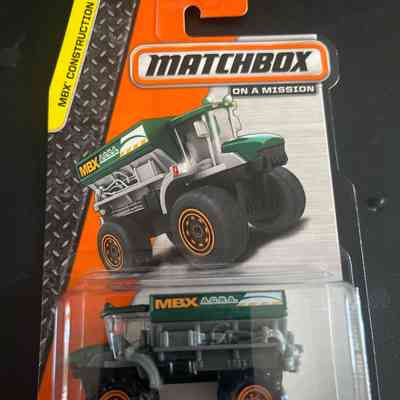 MBX CONSTRUCTION
MATCHBOX
ON A MISSION
MBX A.G.R.A.
MBX A.G.R.A.